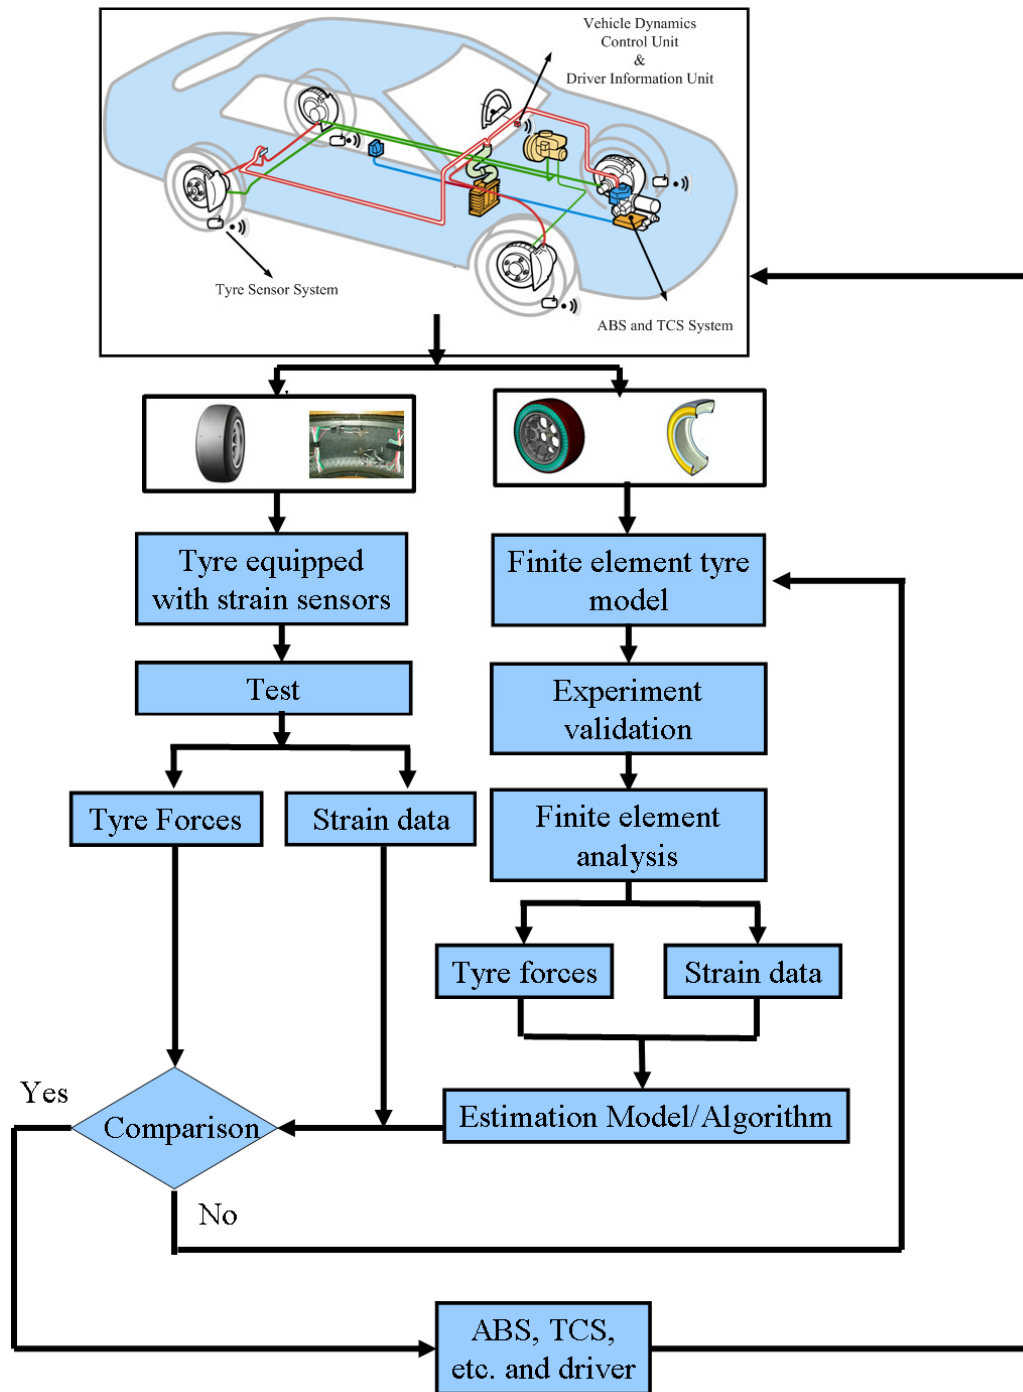 Vehicle Dynamics
Control Unit
&
Driver Information Unit
Tyre Sensor System
ABS and TCS System
Tyre equipped
with strain sensors
Finite element tyre
model
Test
Experiment
validation
Tyre Forces
Strain data
Finite element
analysis
Tyre forces
Strain data
Yes
Comparison
Estimation Model/Algorithm
No
ABS, TCS,
etc. and driver